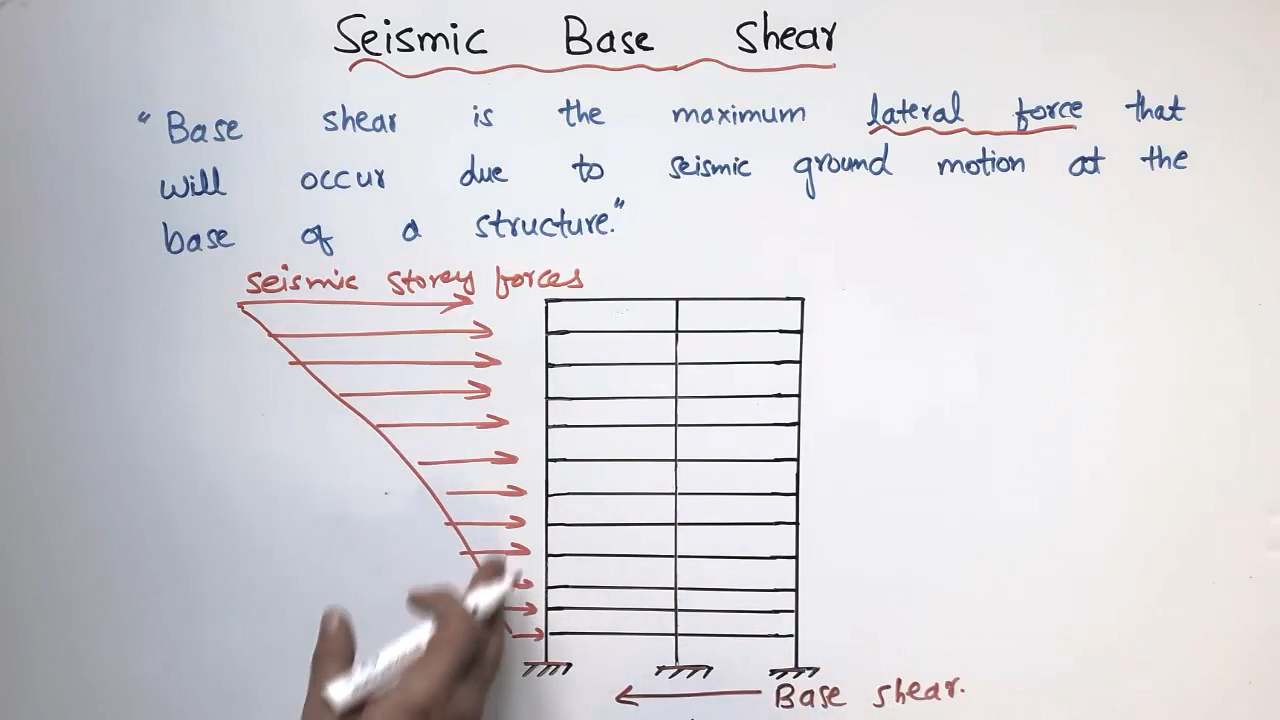 Seismic Base Shear
"Base shear is the maximum lateral force that
will occur due to seismic ground motion at the
base of a structure."
seismic storey forces
Base shear.